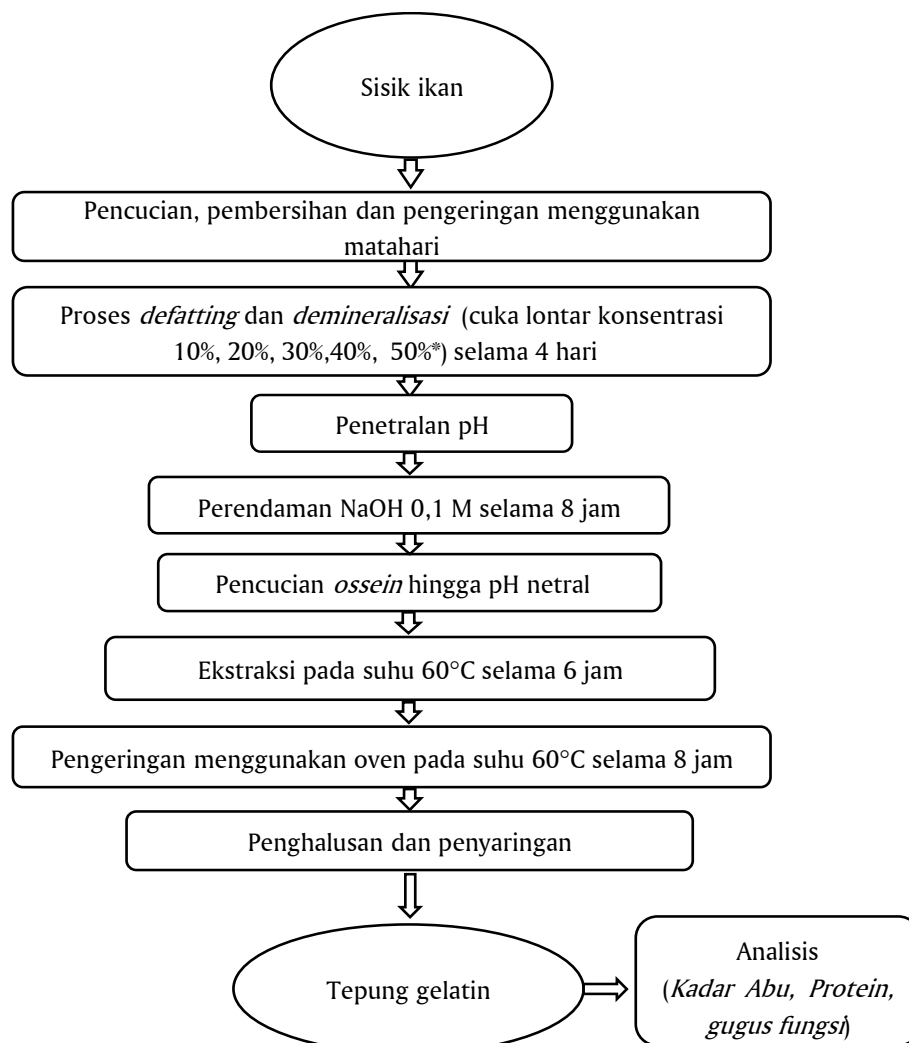 Sisik ikan
Pencucian, pembersihan dan pengeringan menggunakan
matahari
Proses defatting dan demineralisasi (cuka lontar konsentrasi
10%, 20%, 30%,40%, 50%*) selama 4 hari
Penetralan pH
Perendaman NaOH 0,1 M selama 8 jam
Pencucian ossein hingga pH netral
Ekstraksi pada suhu 60°C selama 6 jam
Pengeringan menggunakan oven pada suhu 60°C selama 8 jam
Penghalusan dan penyaringan
Tepung gelatin
Analisis
(Kadar Abu, Protein,
gugus fungsi)